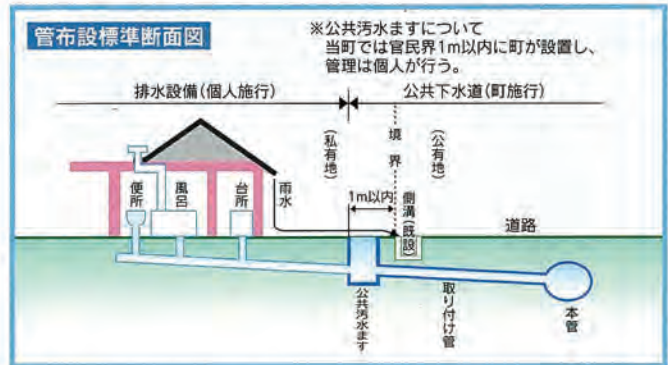 管布設標準断面図
※公共汚水ますについて
当町では官民界1m以内に町が設置し、
管理は個人が行う。
排水設備(個人施行)
公共下水道(町施行)
(私有地)
境界
(公有地)
便所
風呂
台所
雨水
1m以内
側溝(既設)
道路
公共汚水ます
取り付け管
本管